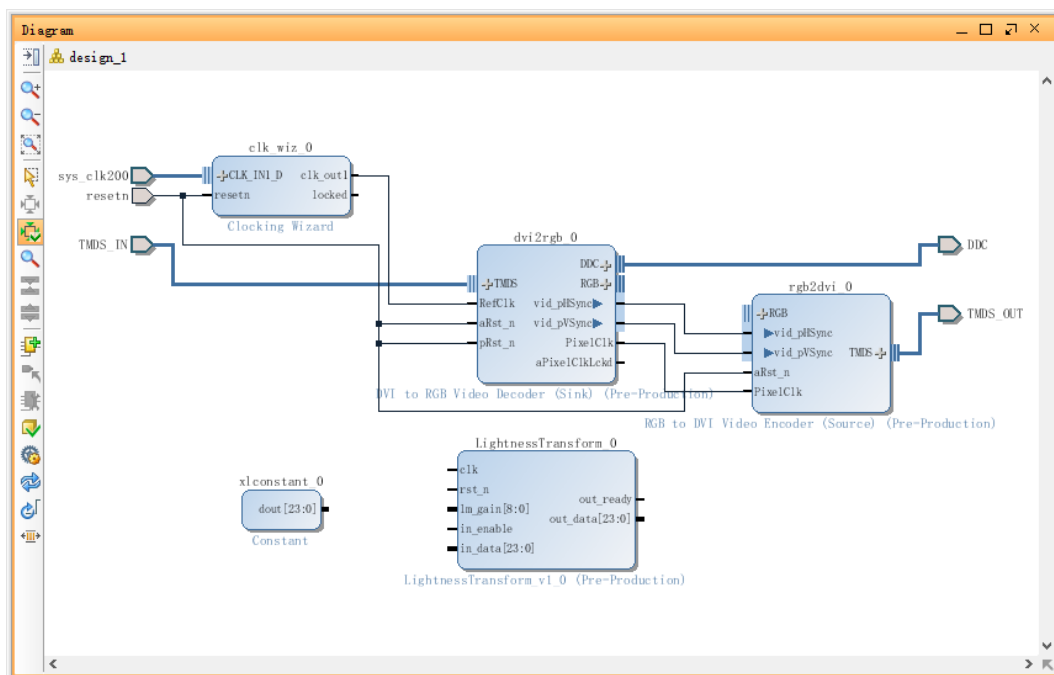 Diagram
design_1
clk_wiz_0
sys_clk200
CLK_IN1_D
clk_out1
resetn
resetn
locked
Clocking Wizard
TMDS_IN
dvi2rgb_0
DDC
DDC
TMDS
RGB
RefClk
vid_pHSync
aRst_n
vid_pVSync
pRst_n
PixelClk
aPixelClkLckd
DVI to RGB Video Decoder (Sink) (Pre-Production)
rgb2dvi_0
RGB
TMDS_OUT
vid_pHSync
vid_pVSync
TMDS
aRst_n
PixelClk
RGB to DVI Video Encoder (Source) (Pre-Production)
LightnessTransform_0
clk
rst_n
out_ready
lm_gain[8:0]
out_data[23:0]
in_enable
in_data[23:0]
LightnessTransform_v1_0 (Pre-Production)
xlconstant_0
dout[23:0]
Constant